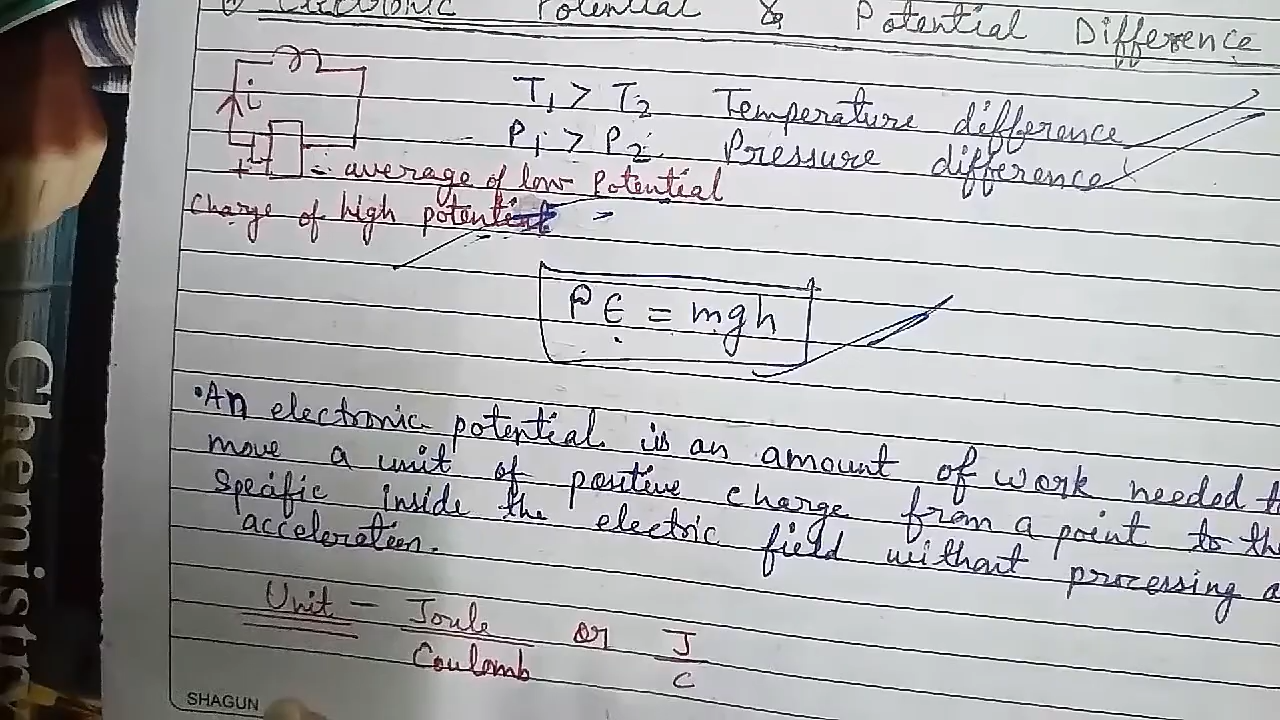 Electronic Potential & Potential Difference
i
T₁ > T₂ Temperature difference
P₁ > P₂ Pressure difference
+
- average of low Potential
Charge of high potential
PE = mgh
• An electronic potential is an amount of work needed t
move a unit of positive charge from a point to the
specific inside the electric field without processing a
acceleration.
Unit - Joule/Coulomb or J/C
SHAGUN
Chemist